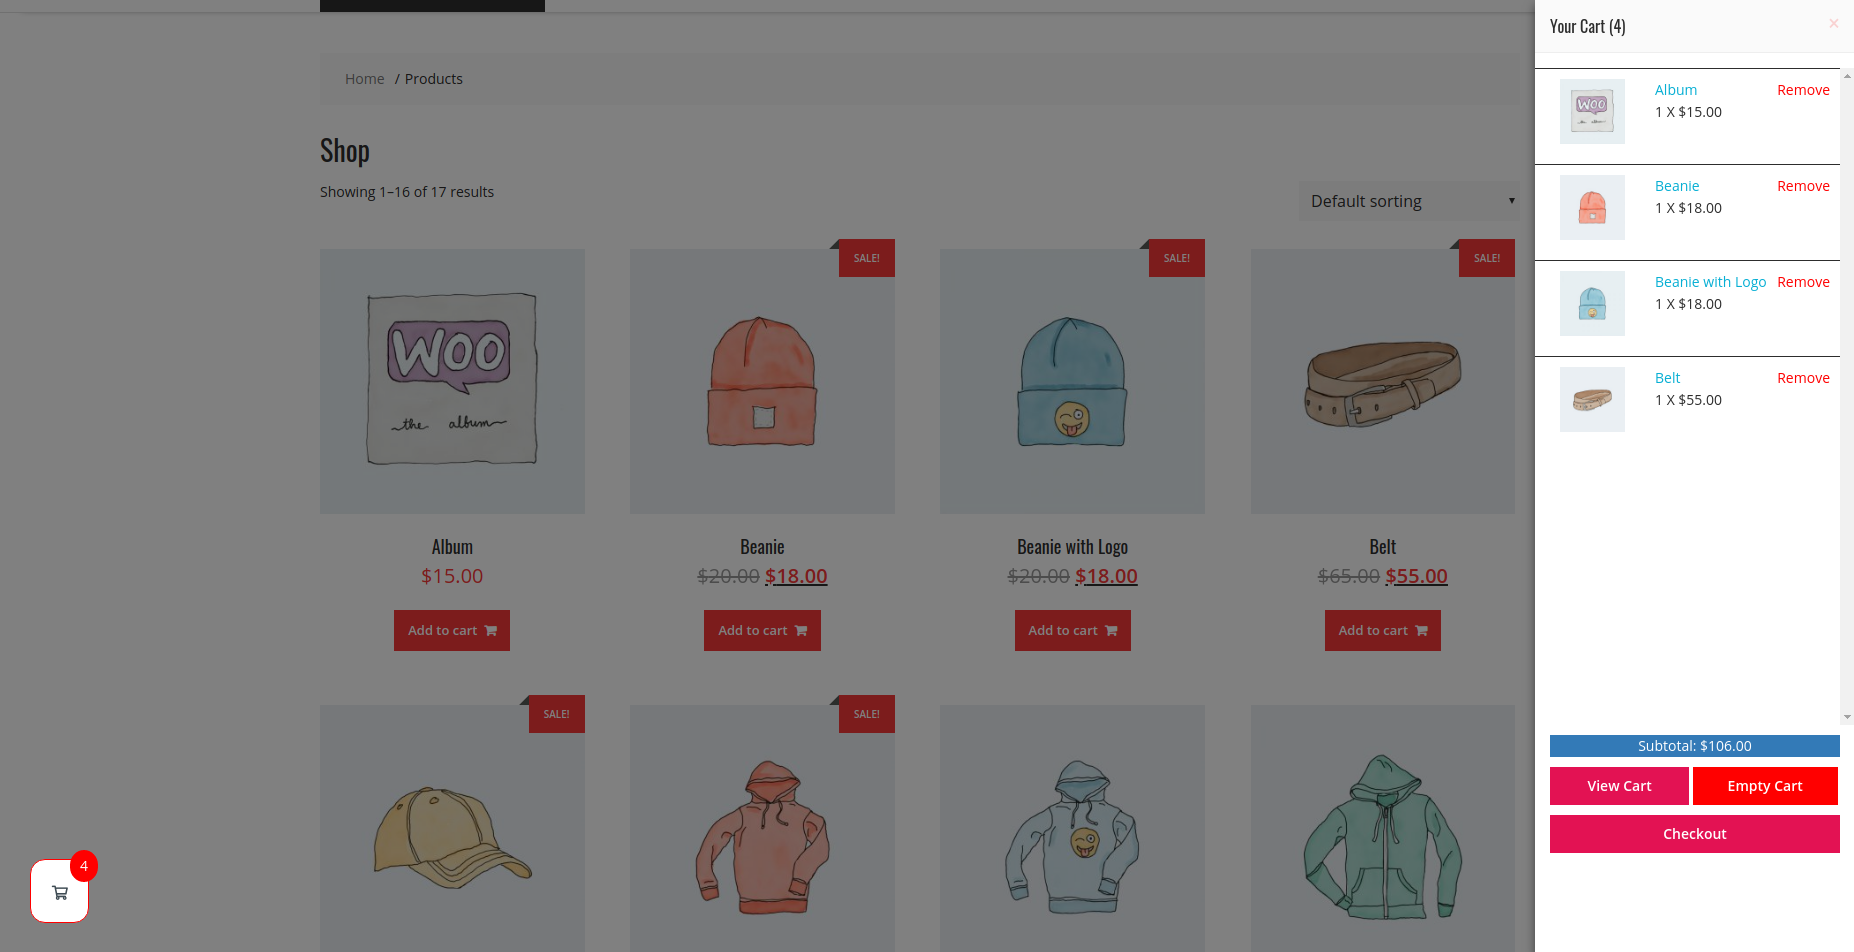 Home / Products
Shop
Showing 1–16 of 17 results
Default sorting
SALE!
SALE!
SALE!
WOO
the album
Album
Beanie
Beanie with Logo
Belt
$15.00
$20.00 $18.00
$20.00 $18.00
$65.00 $55.00
Add to cart
Add to cart
Add to cart
Add to cart
SALE!
SALE!
4
Your Cart (4)
×
WOO
Album
Remove
1 X $15.00
Beanie
Remove
1 X $18.00
Beanie with Logo
Remove
1 X $18.00
Belt
Remove
1 X $55.00
Subtotal: $106.00
View Cart
Empty Cart
Checkout